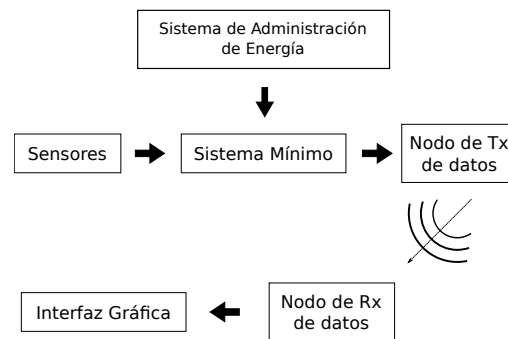 Sistema de Administración
de Energía
Sensores
Sistema Mínimo
Nodo de Tx
de datos
Interfaz Gráfica
Nodo de Rx
de datos